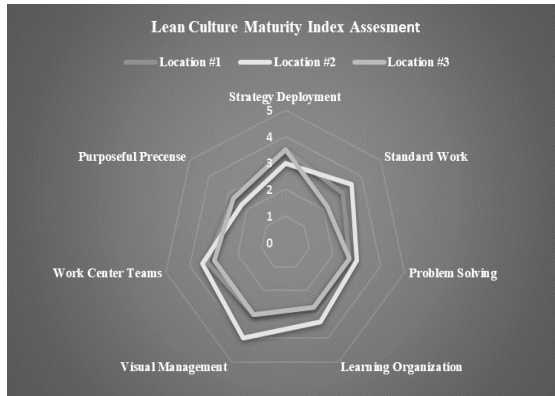 Lean Culture Maturity Index Assesment
Location #1 Location #2 Location #3
Strategy Deployment
5
4
3
2
1
0
Purposeful Precense
Standard Work
Work Center Teams
Problem Solving
Visual Management
Learning Organization